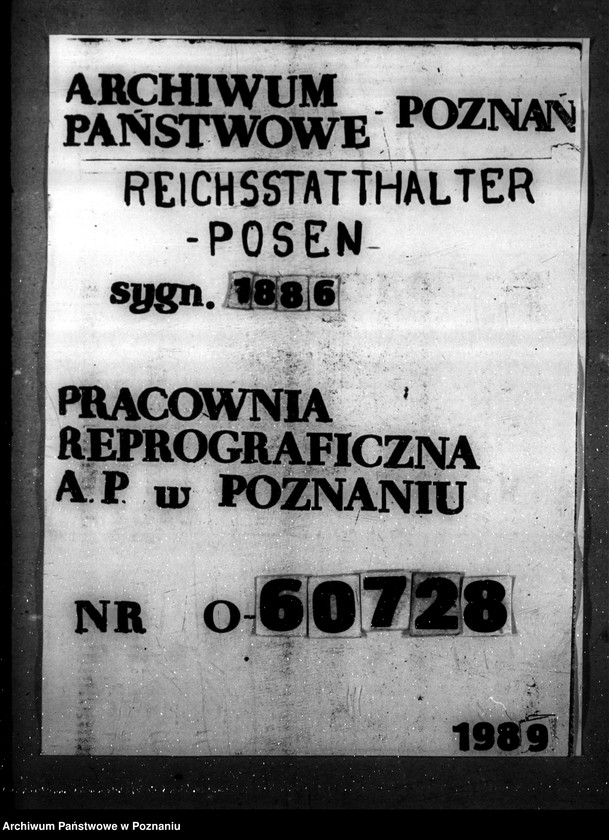 ARCHIWUM
PAŃSTWOWE - POZNAŃ
REICHSSTATTHALTER
-POSEN-
sygn. 1886
PRACOWNIA
REPROGRAFICZNA
A. P. w POZNANIU
NR O-60728
1989
Archiwum Państwowe w Poznaniu